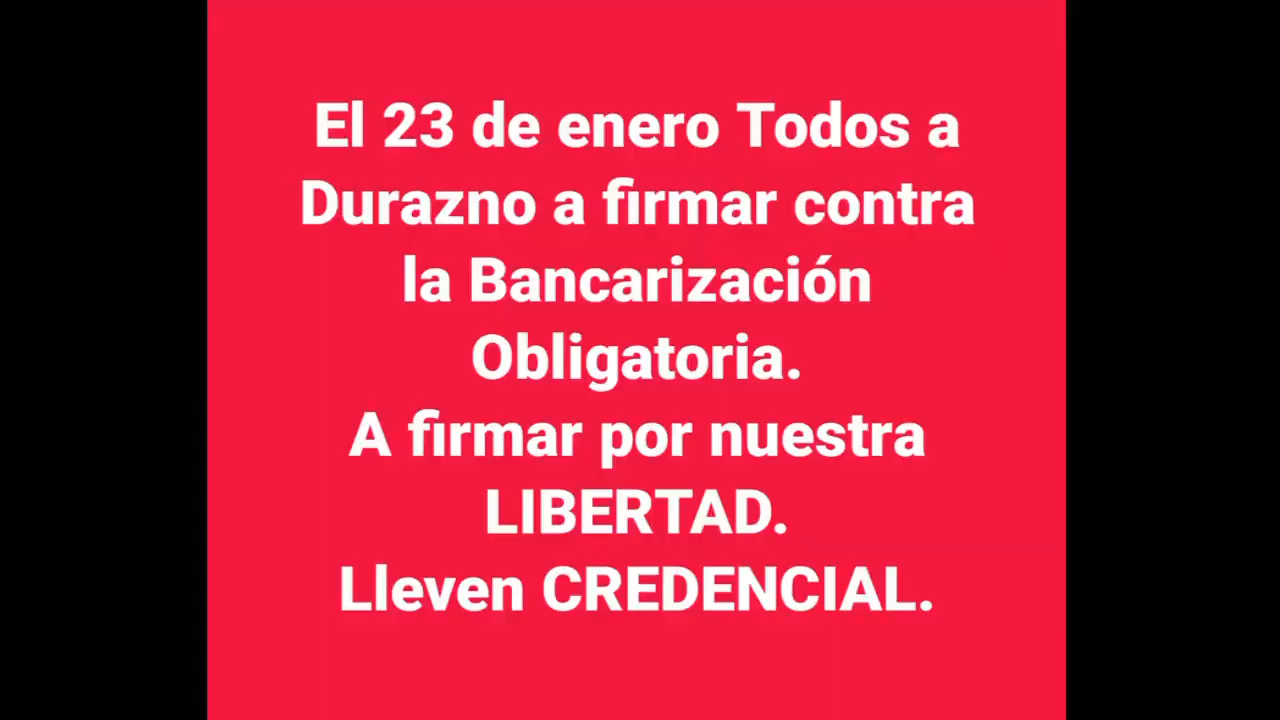 El 23 de enero Todos a
Durazno a firmar contra
la Bancarización
Obligatoria.
A firmar por nuestra
LIBERTAD.
Lleven CREDENCIAL.